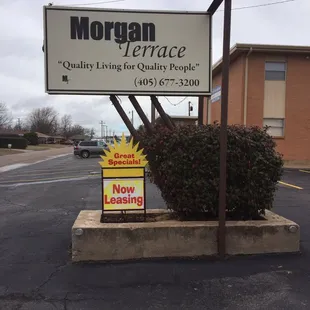 Morgan
Terrace
“Quality Living for Quality People”
(405) 677-3200
Great
Specials!
Now
Leasing